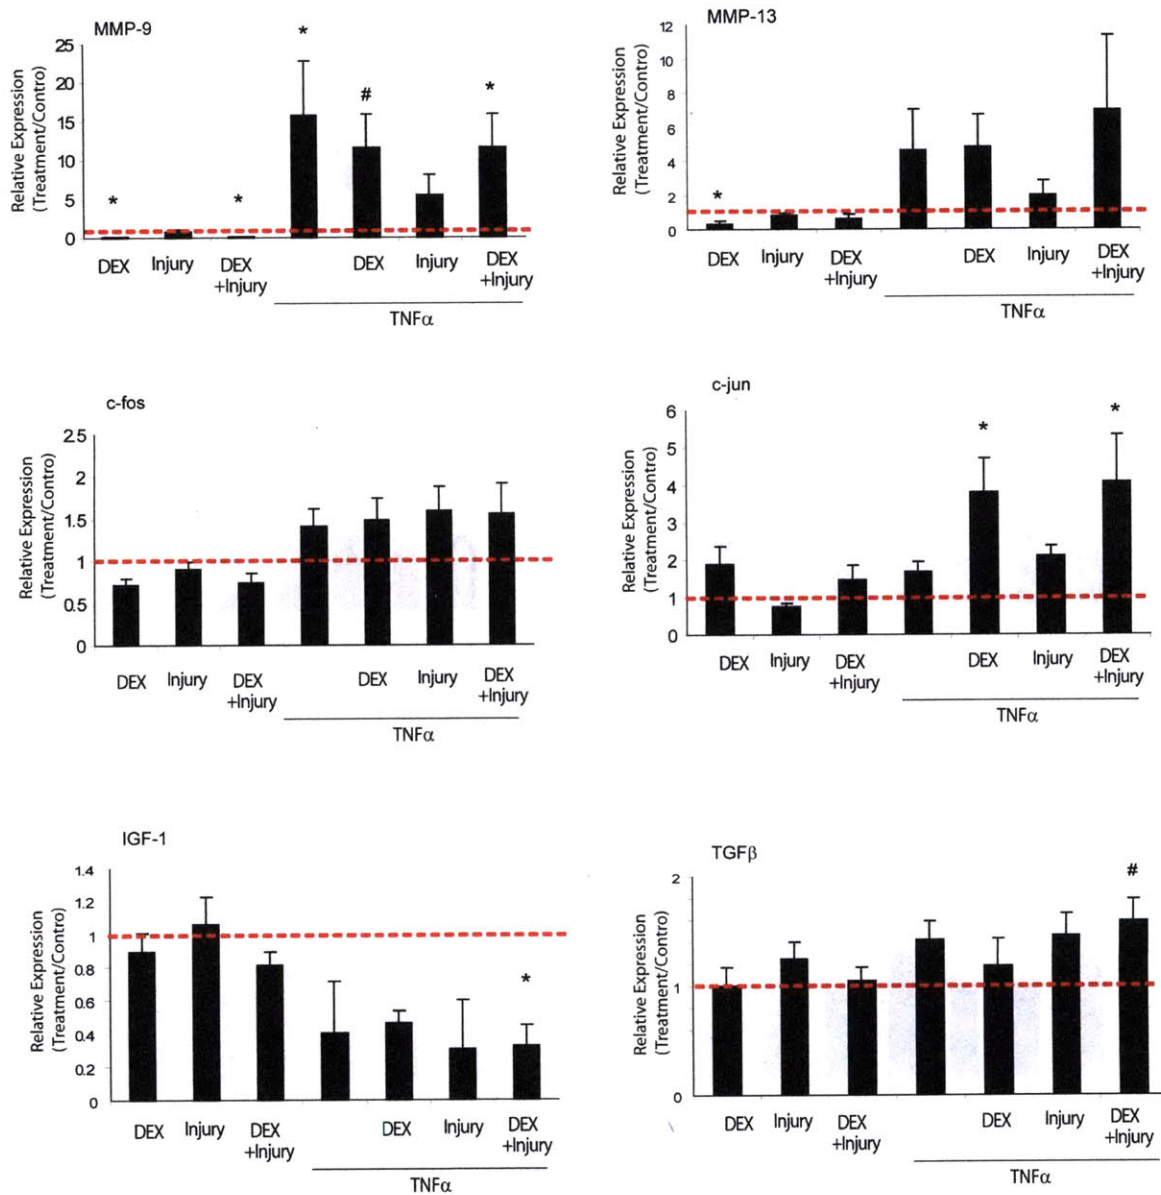 MMP-9
*
25
20
15
10
5
0
Relative Expression
(Treatment/Contro)
*
*
#
*
DEX
Injury
DEX
+Injury
DEX
Injury
DEX
+Injury
TNFα
MMP-13
12
10
8
6
4
2
0
Relative Expression
(Treatment/Contro)
*
DEX
Injury
DEX
+Injury
DEX
Injury
DEX
+Injury
TNFα
c-fos
2.5
2
1.5
1
0.5
0
Relative Expression
(Treatment/Contro)
DEX
Injury
DEX
+Injury
DEX
Injury
DEX
+Injury
TNFα
c-jun
6
5
4
3
2
1
0
Relative Expression
(Treatment/Contro)
*
*
DEX
Injury
DEX
+Injury
DEX
Injury
DEX
+Injury
TNFα
IGF-1
1.4
1.2
1
0.8
0.6
0.4
0.2
0
Relative Expression
(Treatment/Contro)
*
DEX
Injury
DEX
+Injury
DEX
Injury
DEX
+Injury
TNFα
TGFβ
2
1
0
Relative Expression
(Treatment/Contro)
#
DEX
Injury
DEX
+Injury
DEX
Injury
DEX
+Injury
TNFα